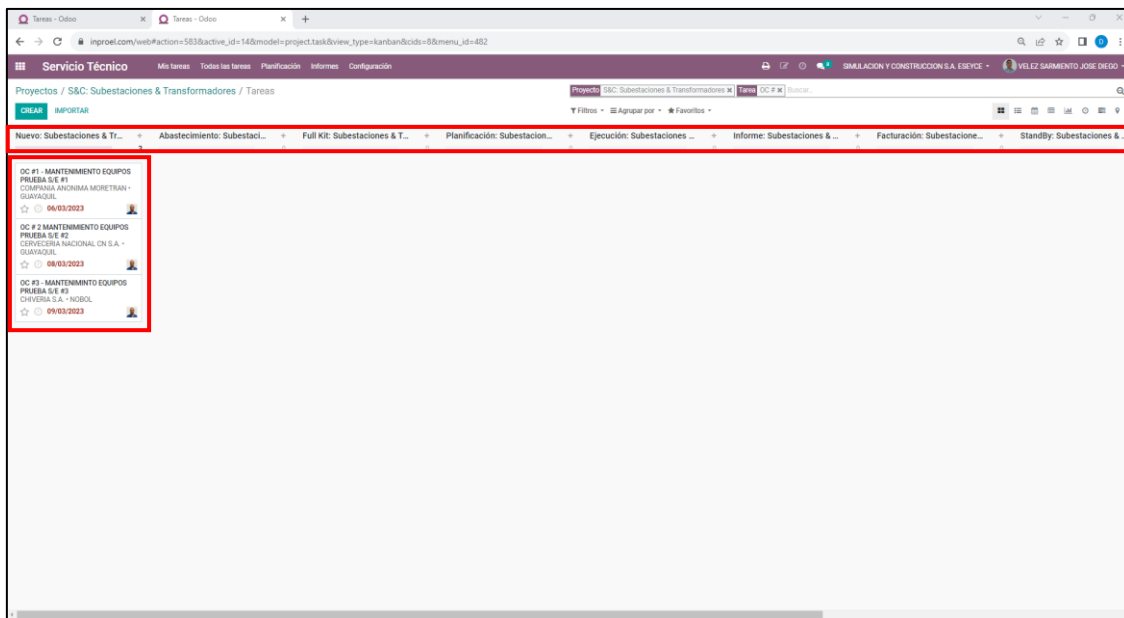 Tareas - Odoo
Tareas - Odoo
inproel.com/web#action=583&active_id=14&model=project.task&view_type=kanban&cids=8&menu_id=482
Servicio Técnico Mis tareas Todas las tareas Planificación Informes Configuración SIMULACION Y CONSTRUCCION S.A. ESEYCE VELEZ SARMIENTO JOSE DIEGO
Proyectos / S&C: Subestaciones & Transformadores / Tareas
Proyecto S&C: Subestaciones & Transformadores x Tarea OC # x Buscar...
CREAR IMPORTAR
Filtros Agrupar por Favoritos
Nuevo: Subestaciones & Tr... + Abastecimiento: Subestaci... + Full Kit: Subestaciones & T... + Planificación: Subestacion... + Ejecución: Subestaciones ... + Informe: Subestaciones & ... + Facturación: Subestacione... + StandBy: Subestaciones &
OC #1 - MANTENIMIENTO EQUIPOS
PRUEBA S/E #1
COMPANIA ANONIMA MORETRAN •
GUAYAQUIL
06/03/2023
OC # 2 MANTENIMIENTO EQUIPOS
PRUEBA S/E #2
CERVECERIA NACIONAL CN S.A. •
GUAYAQUIL
08/03/2023
OC #3 - MANTENIMINTO EQUIPOS
PRUEBA S/E #3
CHIVERIA S.A. • NOBOL
09/03/2023